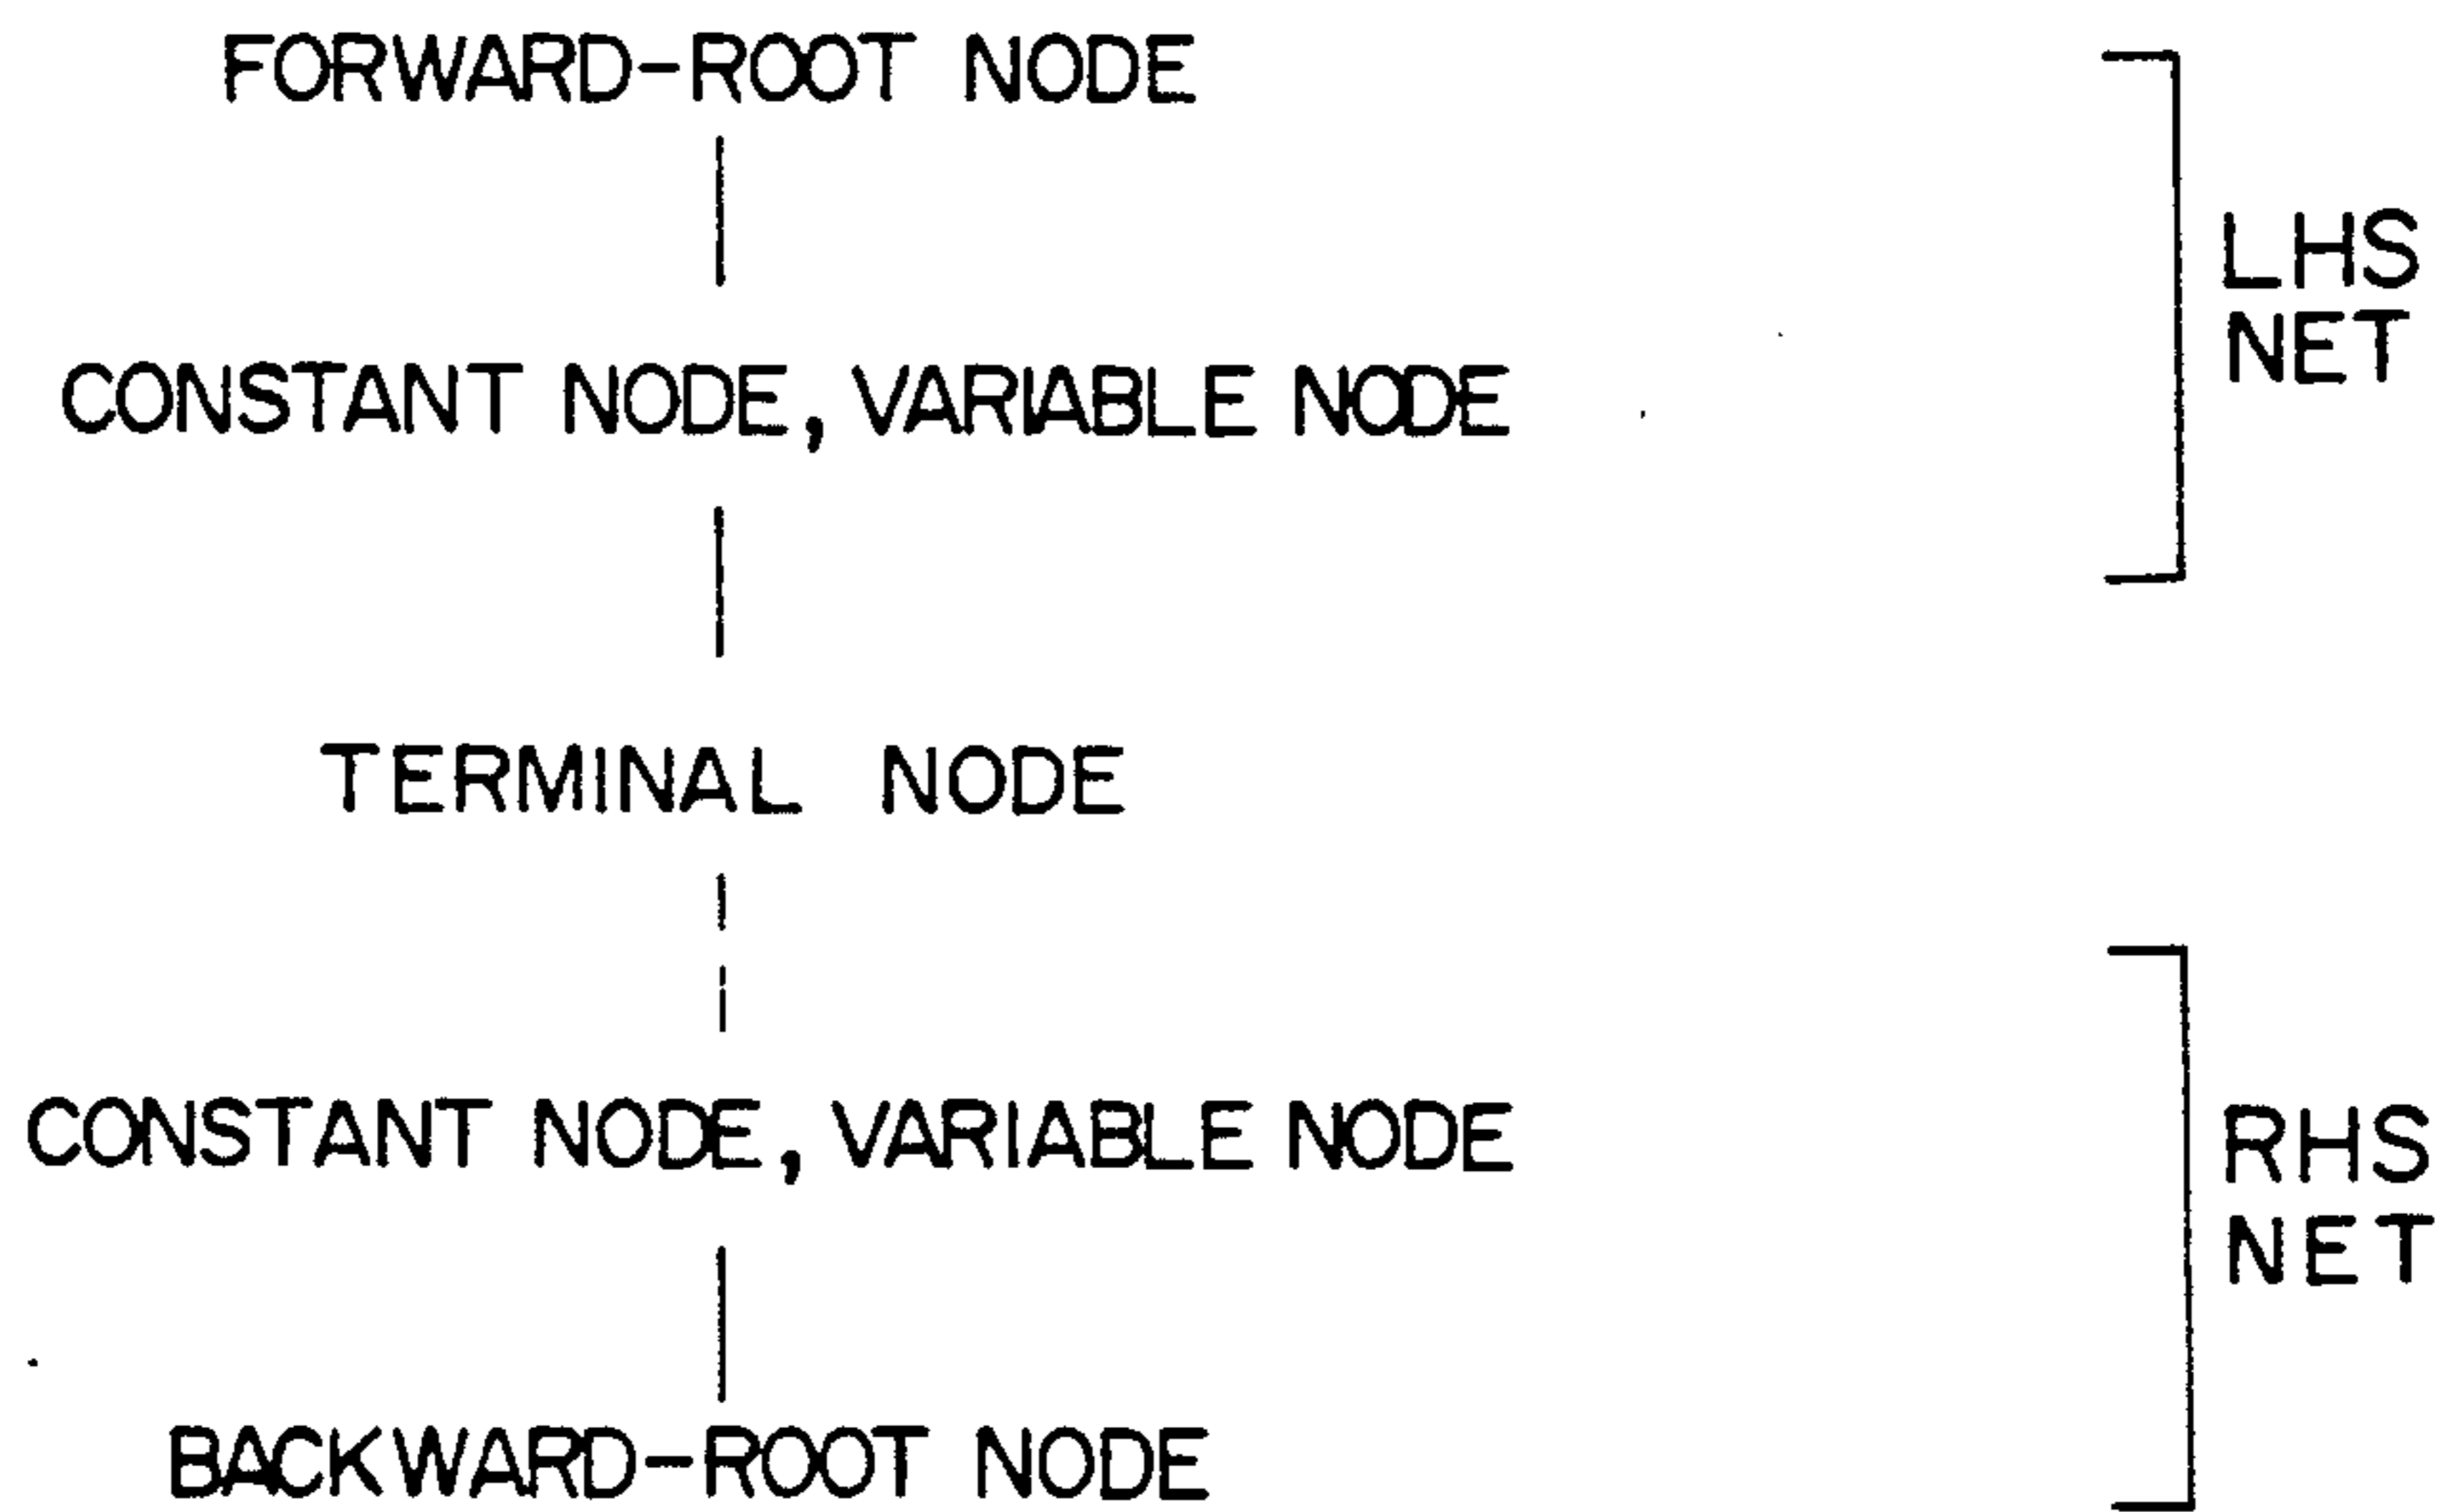 FORWARD-ROOT NODE
LHS
NET
CONSTANT NODE, VARIABLE NODE
TERMINAL NODE
CONSTANT NODE, VARIABLE NODE
RHS
NET
BACKWARD-ROOT NODE